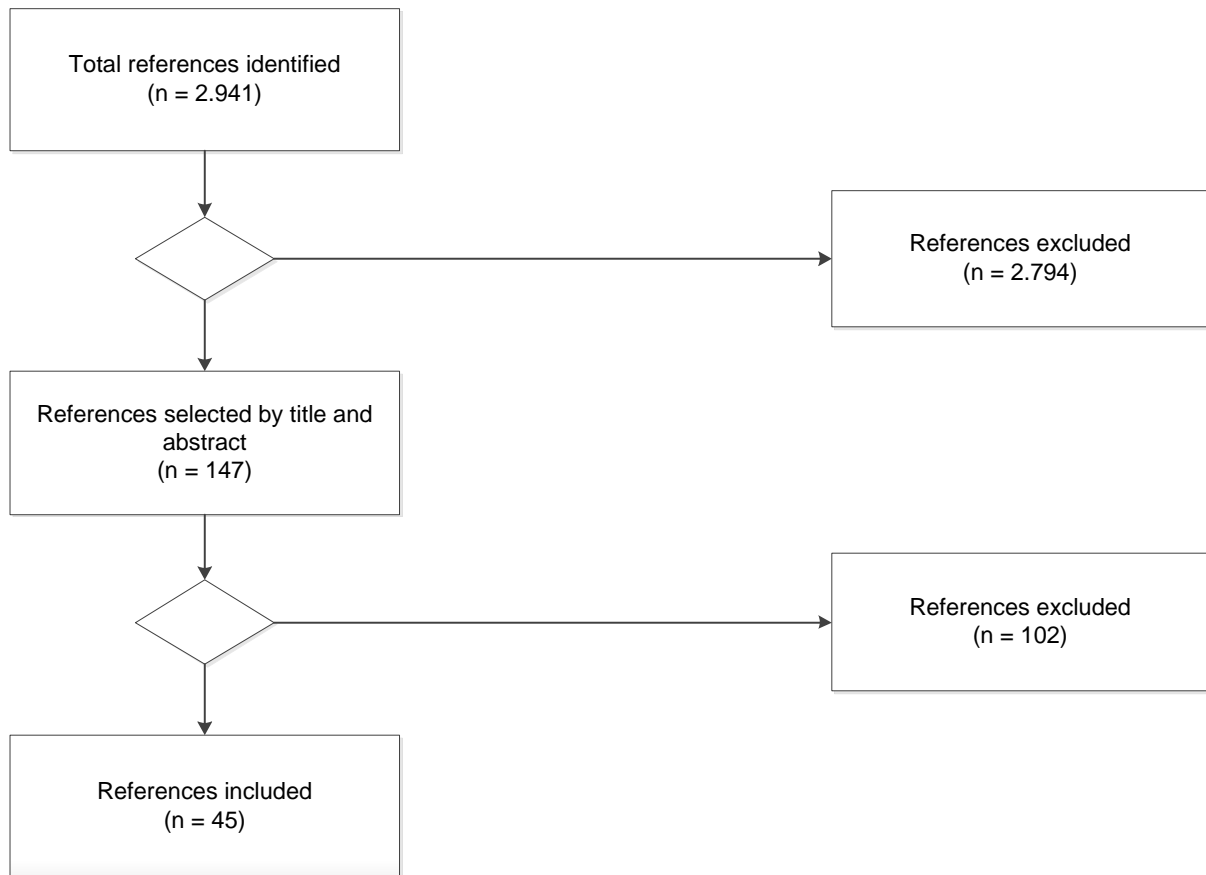 Total references identified
(n = 2.941)
References excluded
(n = 2.794)
References selected by title and
abstract
(n = 147)
References excluded
(n = 102)
References included
(n = 45)